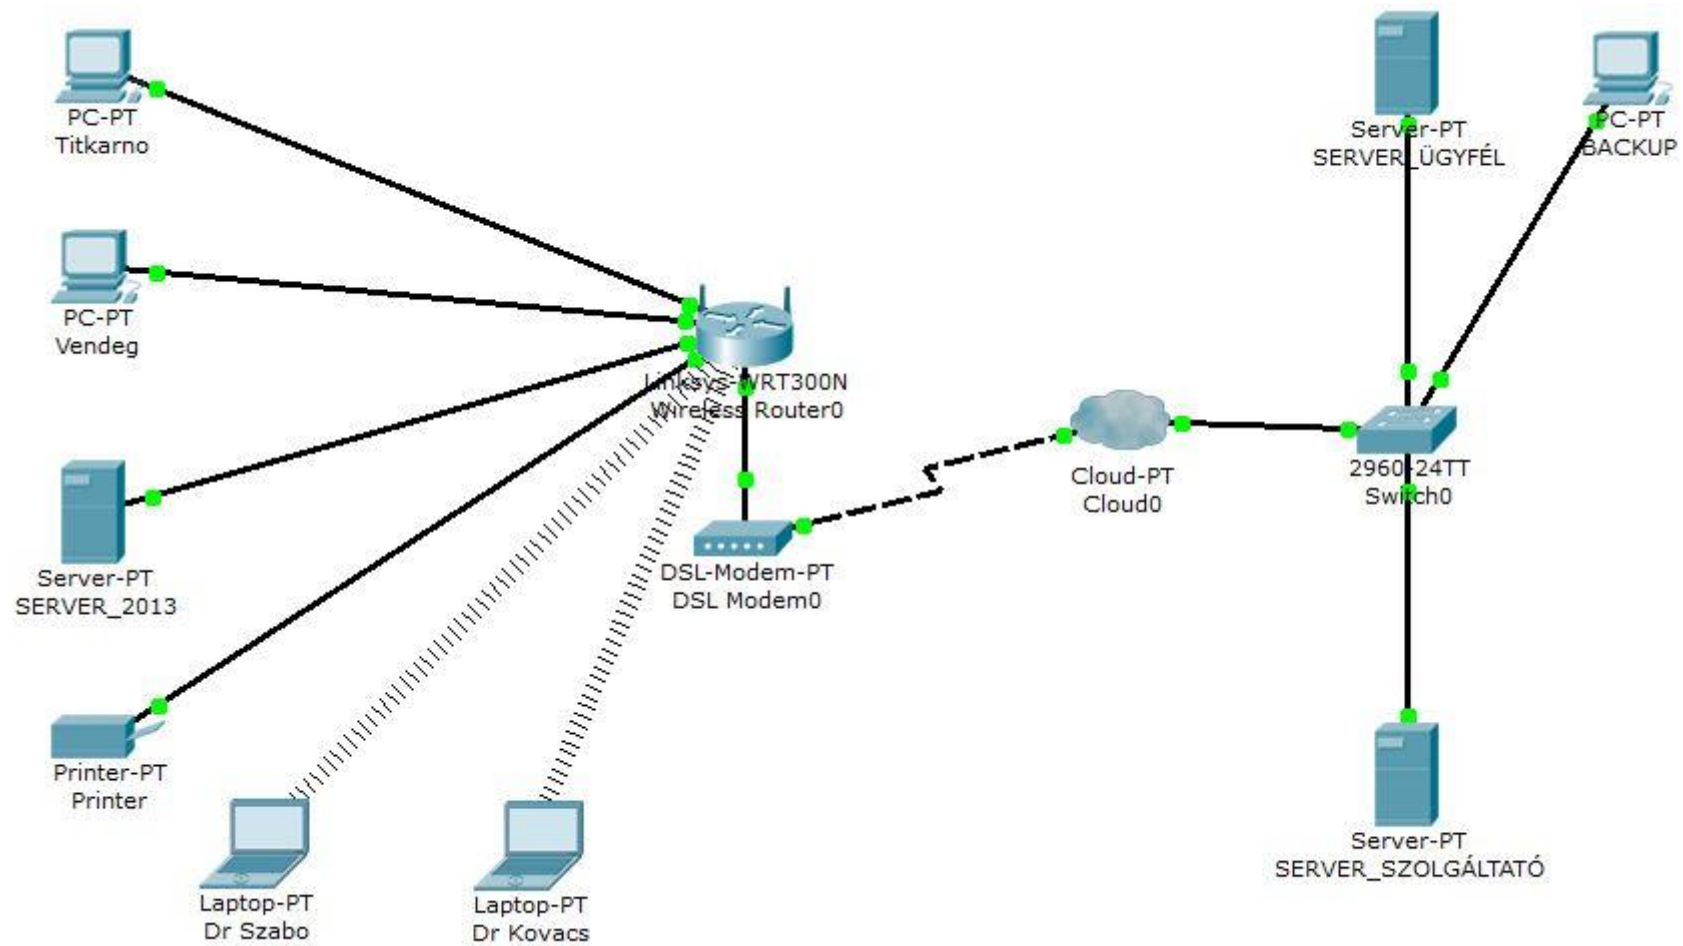 PC-PT
Titkarno
PC-PT
Vendeg
Server-PT
SERVER_2013
Printer-PT
Printer
Laptop-PT
Dr Szabo
Laptop-PT
Dr Kovacs
Linksys-WRT300N
Wireless Router0
DSL-Modem-PT
DSL Modem0
Cloud-PT
Cloud0
Server-PT
SERVER_ÜGYFÉL
PC-PT
BACKUP
2960-24TT
Switch0
Server-PT
SERVER_SZOLGÁLTATÓ